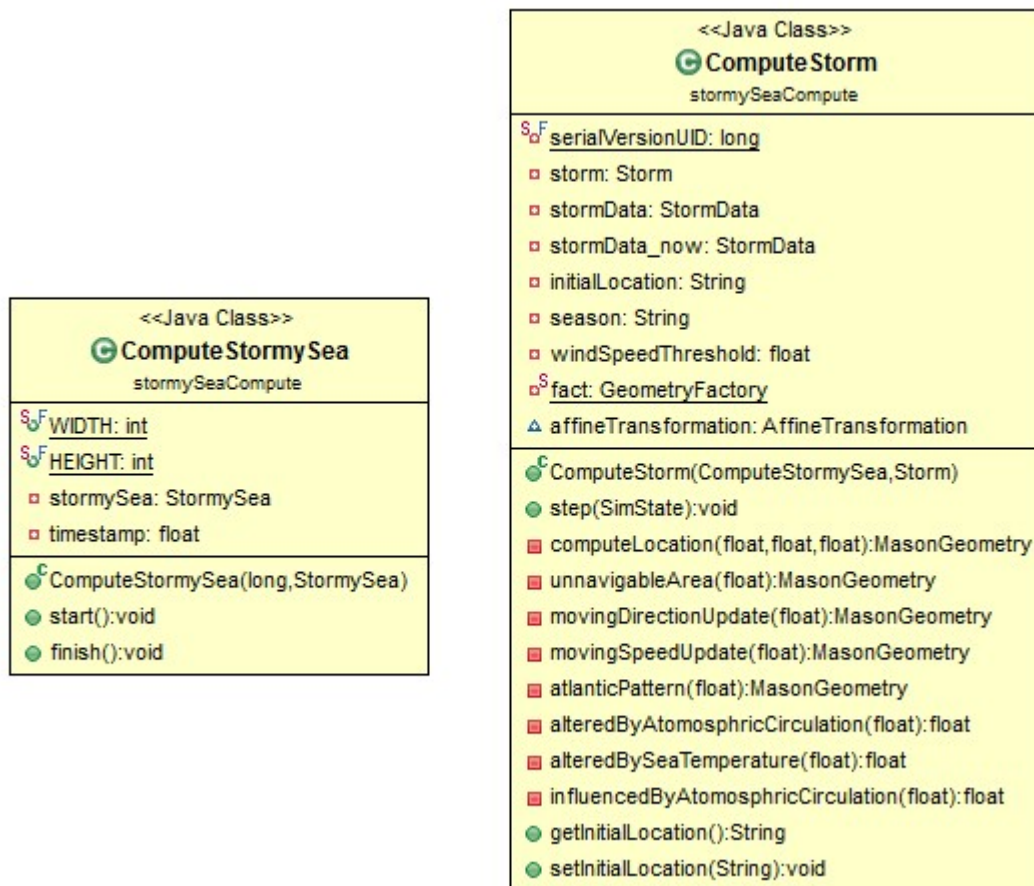 <<Java Class>>
ComputeStormySea
stormySeaCompute
WIDTH: int
HEIGHT: int
stormySea: StormySea
timestamp: float
ComputeStormySea(long,StormySea)
start():void
finish():void
<<Java Class>>
ComputeStorm
stormySeaCompute
serialVersionUID: long
storm: Storm
stormData: StormData
stormData_now: StormData
initialLocation: String
season: String
windSpeedThreshold: float
fact: GeometryFactory
affineTransformation: AffineTransformation
ComputeStorm(ComputeStormySea,Storm)
step(SimState):void
computeLocation(float,float,float):MasonGeometry
unnavigableArea(float):MasonGeometry
movingDirectionUpdate(float):MasonGeometry
movingSpeedUpdate(float):MasonGeometry
atlanticPattern(float):MasonGeometry
alteredByAtomosphricCirculation(float):float
alteredBySeaTemperature(float):float
influencedByAtomosphricCirculation(float):float
getInitialLocation():String
setInitialLocation(String):void